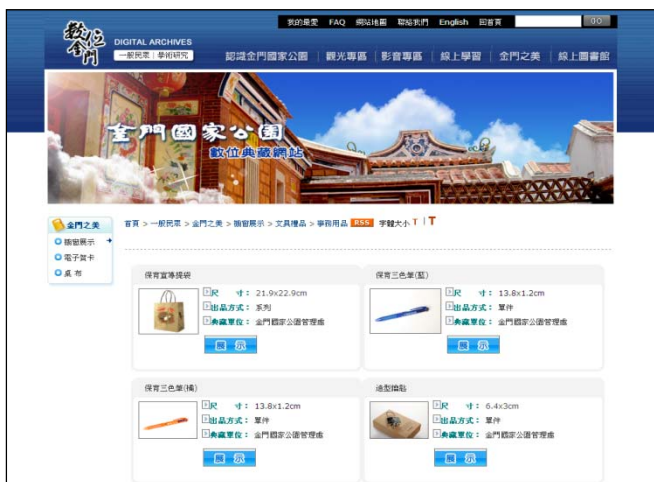 我的最愛 FAQ 網站地圖 聯絡我們 English 回首頁 GO
數位金門
DIGITAL ARCHIVES
一般民眾 | 學術研究
認識金門國家公園 | 觀光專區 | 影音專區 | 線上學習 | 金門之美 | 線上圖書館
金門國家公園
數位典藏網站
金門之美
櫥窗展示
電子賀卡
桌布
首頁 > 一般民眾 > 金門之美 > 櫥窗展示 > 文具禮品 > 事務用品 RSS 字體大小 T | T
保育宣導提袋
尺 寸： 21.9x22.9cm
出品方式： 系列
典藏單位： 金門國家公園管理處
展 示
保育三色筆(藍)
尺 寸： 13.8x1.2cm
出品方式： 單件
典藏單位： 金門國家公園管理處
展 示
保育三色筆(橘)
尺 寸： 13.8x1.2cm
出品方式： 單件
典藏單位： 金門國家公園管理處
展 示
造型鑰匙
尺 寸： 6.4x3cm
出品方式： 單件
典藏單位： 金門國家公園管理處
展 示